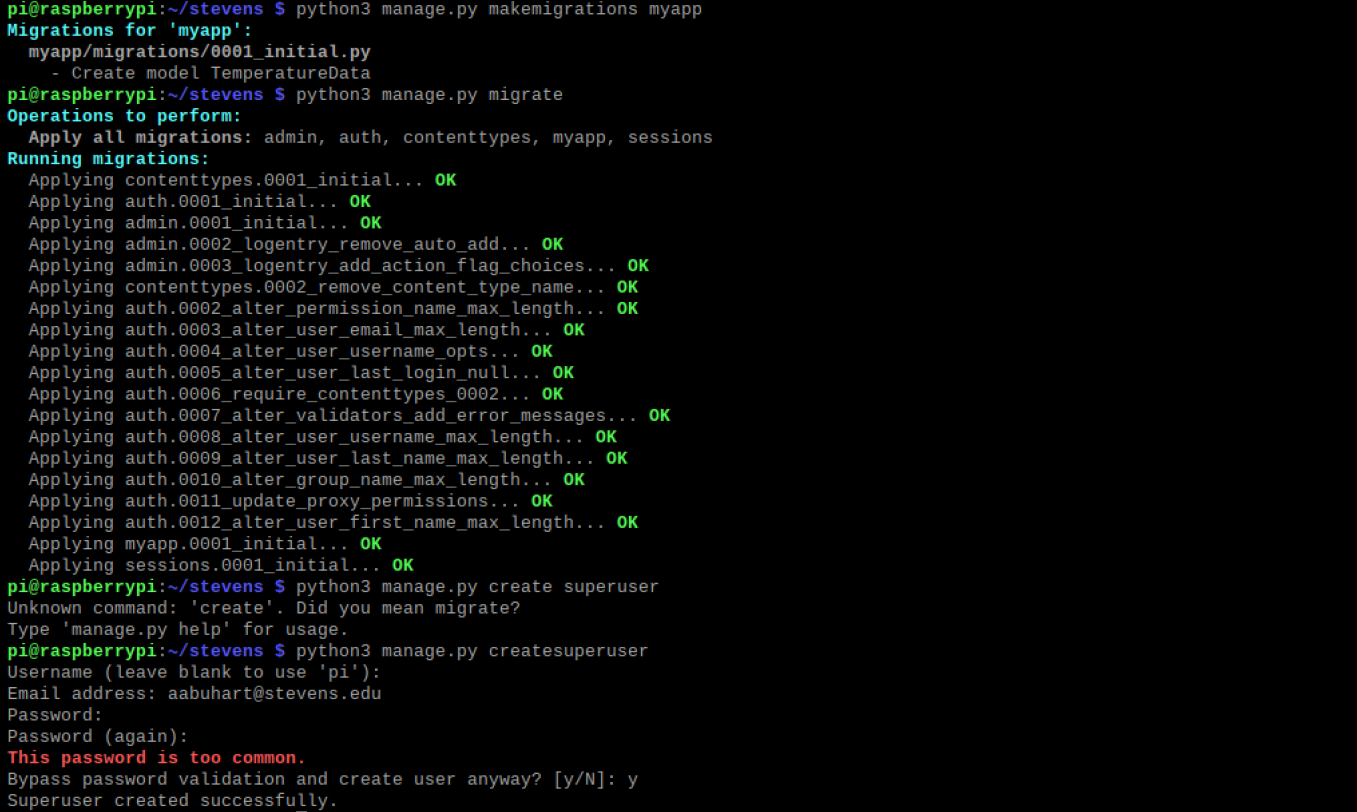 pi@raspberrypi:~/stevens $ python3 manage.py makemigrations myapp
Migrations for 'myapp':
  myapp/migrations/0001_initial.py
    - Create model TemperatureData
pi@raspberrypi:~/stevens $ python3 manage.py migrate
Operations to perform:
  Apply all migrations: admin, auth, contenttypes, myapp, sessions
Running migrations:
  Applying contenttypes.0001_initial... OK
  Applying auth.0001_initial... OK
  Applying admin.0001_initial... OK
  Applying admin.0002_logentry_remove_auto_add... OK
  Applying admin.0003_logentry_add_action_flag_choices... OK
  Applying contenttypes.0002_remove_content_type_name... OK
  Applying auth.0002_alter_permission_name_max_length... OK
  Applying auth.0003_alter_user_email_max_length... OK
  Applying auth.0004_alter_user_username_opts... OK
  Applying auth.0005_alter_user_last_login_null... OK
  Applying auth.0006_require_contenttypes_0002... OK
  Applying auth.0007_alter_validators_add_error_messages... OK
  Applying auth.0008_alter_user_username_max_length... OK
  Applying auth.0009_alter_user_last_name_max_length... OK
  Applying auth.0010_alter_group_name_max_length... OK
  Applying auth.0011_update_proxy_permissions... OK
  Applying auth.0012_alter_user_first_name_max_length... OK
  Applying myapp.0001_initial... OK
  Applying sessions.0001_initial... OK
pi@raspberrypi:~/stevens $ python3 manage.py create superuser
Unknown command: 'create'. Did you mean migrate?
Type 'manage.py help' for usage.
pi@raspberrypi:~/stevens $ python3 manage.py createsuperuser
Username (leave blank to use 'pi'):
Email address: aabuhart@stevens.edu
Password:
Password (again):
This password is too common.
Bypass password validation and create user anyway? [y/N]: y
Superuser created successfully.